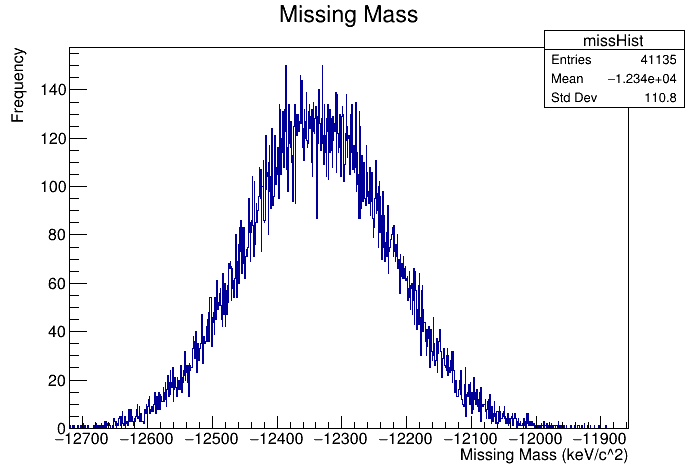 Missing Mass
missHist
Entries 41135
Mean −1.234e+04
Std Dev 110.8
Frequency
140
120
100
80
60
40
20
0
−12700 −12600 −12500 −12400 −12300 −12200 −12100 −12000 −11900
Missing Mass (keV/c^2)